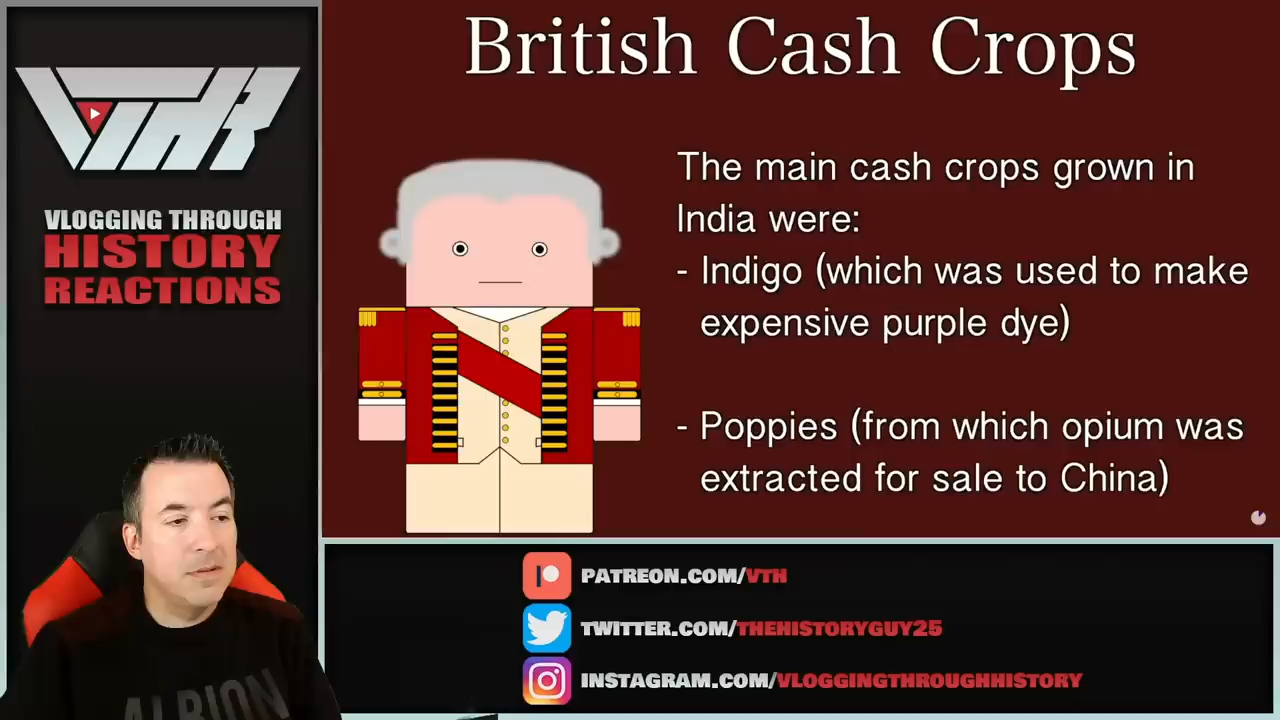 VTHR
VLOGGING THROUGH
HISTORY
REACTIONS
British Cash Crops
The main cash crops grown in
India were:
- Indigo (which was used to make
expensive purple dye)
- Poppies (from which opium was
extracted for sale to China)
ALBION
PATREON.COM/VTH
TWITTER.COM/THEHISTORYGUY25
INSTAGRAM.COM/VLOGGINGTHROUGHHISTORY